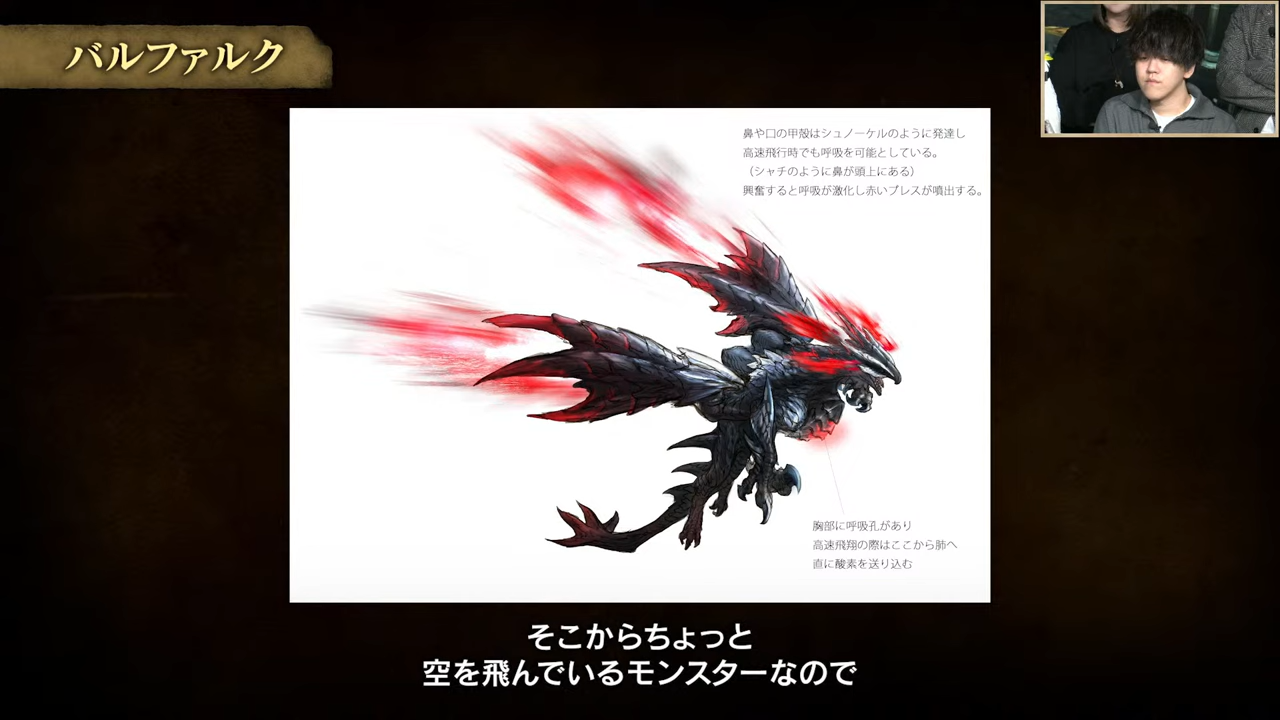 バルファルク
鼻や口の甲殻はシュノーケルのように発達し
高速飛行時でも呼吸を可能としている。
（シャチのように鼻が頭上にある）
興奮すると呼吸が激化し赤いブレスが噴出する。
胸部に呼吸孔があり
高速飛翔の際はここから肺へ
直に酸素を送り込む
そこからちょっと
空を飛んでいるモンスターなので